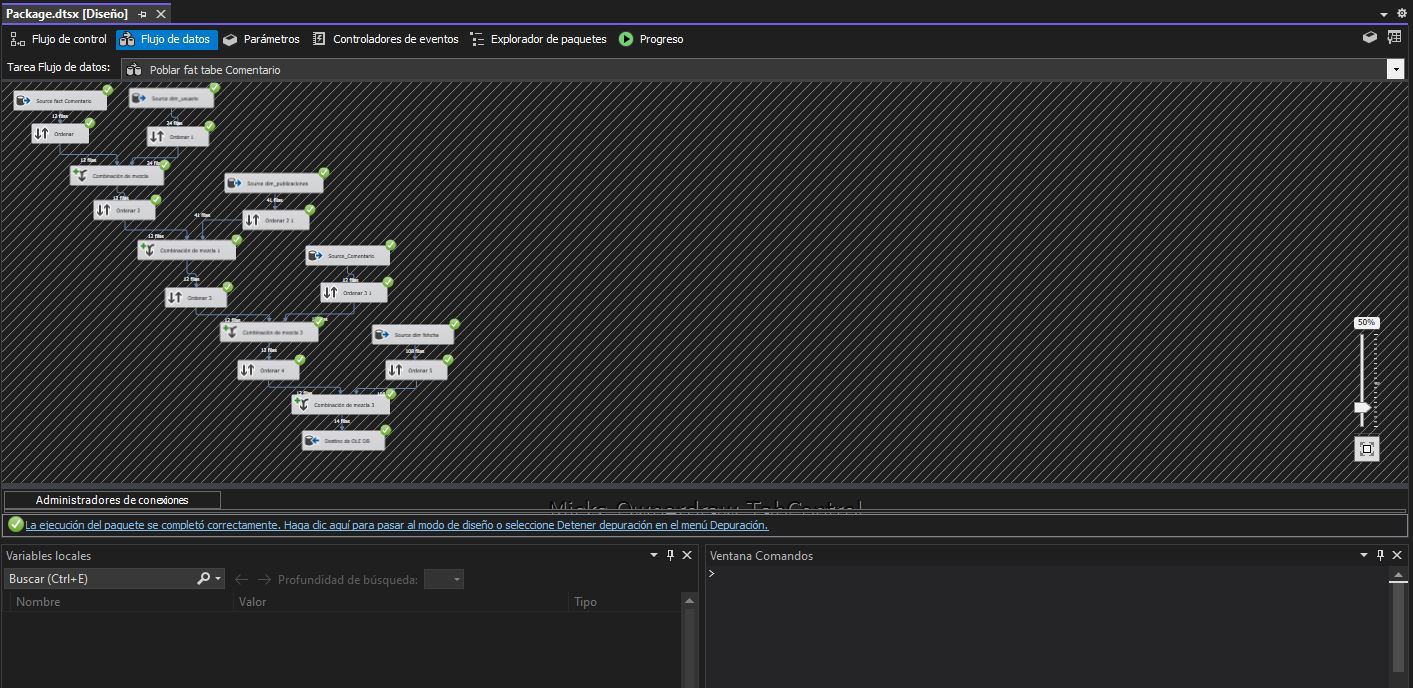 Package.dtsx [Diseño]
Flujo de control
Flujo de datos
Parámetros
Controladores de eventos
Explorador de paquetes
Progreso
Tarea Flujo de datos:
Poblar fat tabe Comentario
Source fact Comentario
Source dim_usuario
12 filas
34 filas
Ordenar
Ordenar 1
12 filas
34 filas
Combinación de mezcla
Source dim_publicaciones
12 filas
41 filas
Ordenar 2
41 filas
Ordenar 2 1
12 filas
Combinación de mezcla 1
Source_Comentario
12 filas
12 filas
Ordenar 3
Ordenar 3 1
12 filas
Combinación de mezcla 2
50%
12 filas
108 filas
Ordenar 4
Ordenar 5
12 filas
Combinación de mezcla 3
14 filas
Destino de OLE DB
Administradores de conexiones
La ejecución del paquete se completó correctamente. Haga clic aquí para pasar al modo de diseño o seleccione Detener depuración en el menú Depuración.
Variables locales
Ventana Comandos
Buscar (Ctrl+E)
Profundidad de búsqueda:
>
Nombre
Valor
Tipo